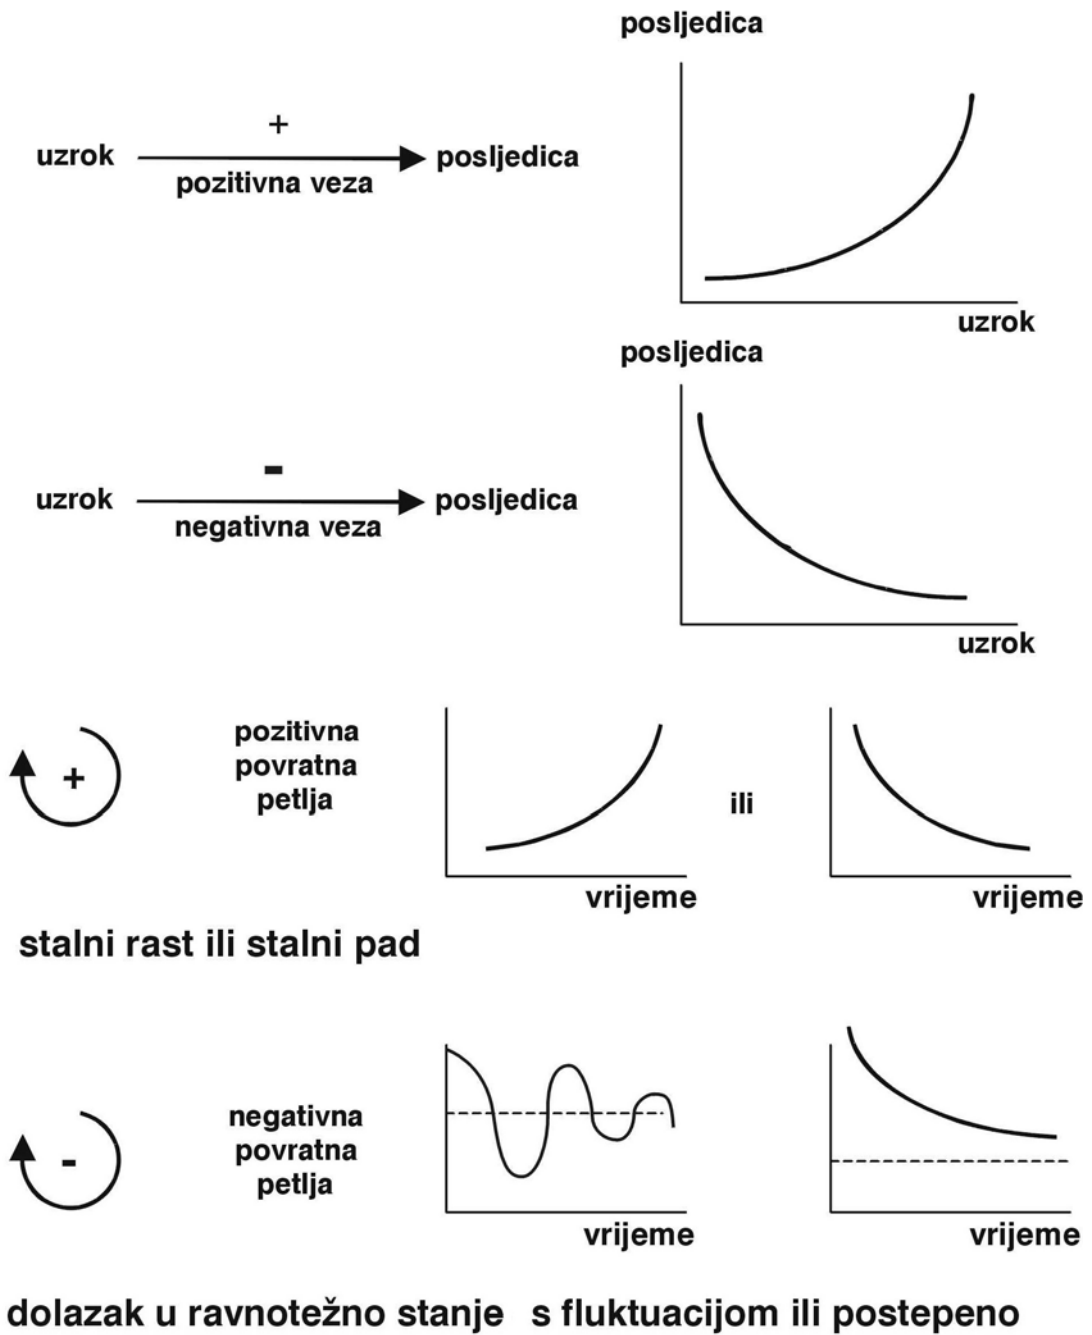 posljedica
+
uzrok
posljedica
pozitivna veza
uzrok
posljedica
-
uzrok
posljedica
negativna veza
uzrok
+
pozitivna
povratna
petlja
ili
vrijeme
vrijeme
stalni rast ili stalni pad
-
negativna
povratna
petlja
vrijeme
vrijeme
dolazak u ravnotežno stanje s fluktuacijom ili postepeno